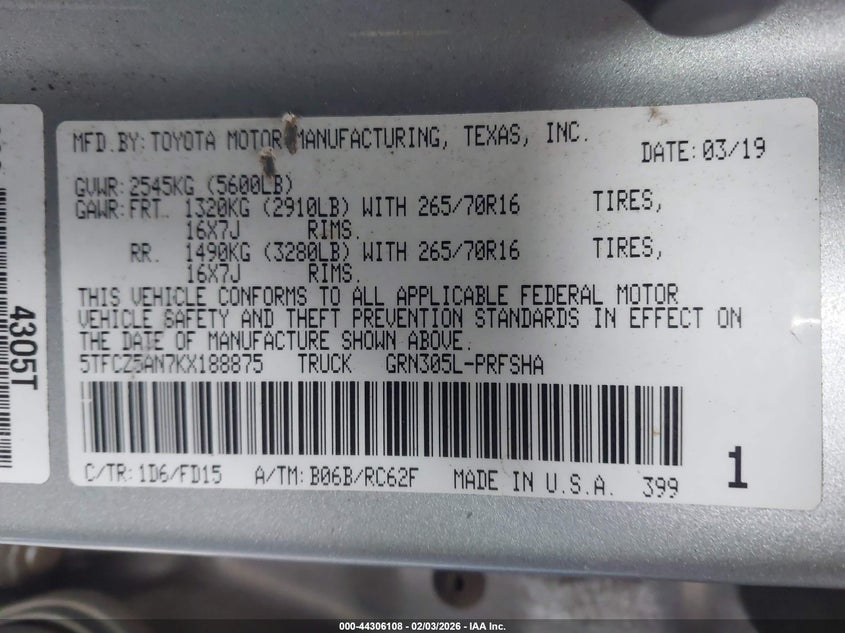 MFD.BY:TOYOTA MOTOR MANUFACTURING, TEXAS, INC.
DATE:03/19
GVWR:2545KG (5600LB)
GAWR:FRT. 1320KG (2910LB) WITH 265/70R16 TIRES,
16X7J RIMS.
RR. 1490KG (3280LB) WITH 265/70R16 TIRES,
16X7J RIMS.
THIS VEHICLE CONFORMS TO ALL APPLICABLE FEDERAL MOTOR
VEHICLE SAFETY AND THEFT PREVENTION STANDARDS IN EFFECT ON
THE DATE OF MANUFACTURE SHOWN ABOVE.
5TFCZ5AN7KX188875 TRUCK GRN305L-PRFSHA
C/TR:1D6/FD15 A/TM:B06B/RC62F MADE IN U.S.A. 399
1
4305T
000-44306108 - 02/03/2026 - IAA Inc.